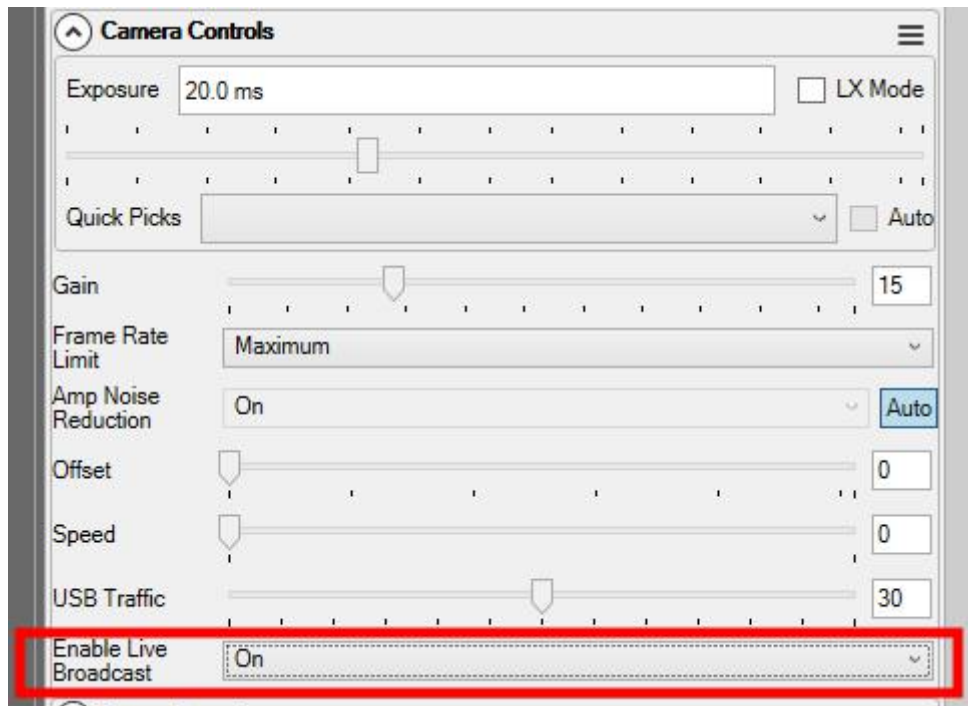 Camera Controls
Exposure 20.0 ms LX Mode
Quick Picks Auto
Gain 15
Frame Rate
Limit
Maximum
Amp Noise
Reduction
On Auto
Offset 0
Speed 0
USB Traffic 30
Enable Live
Broadcast
On